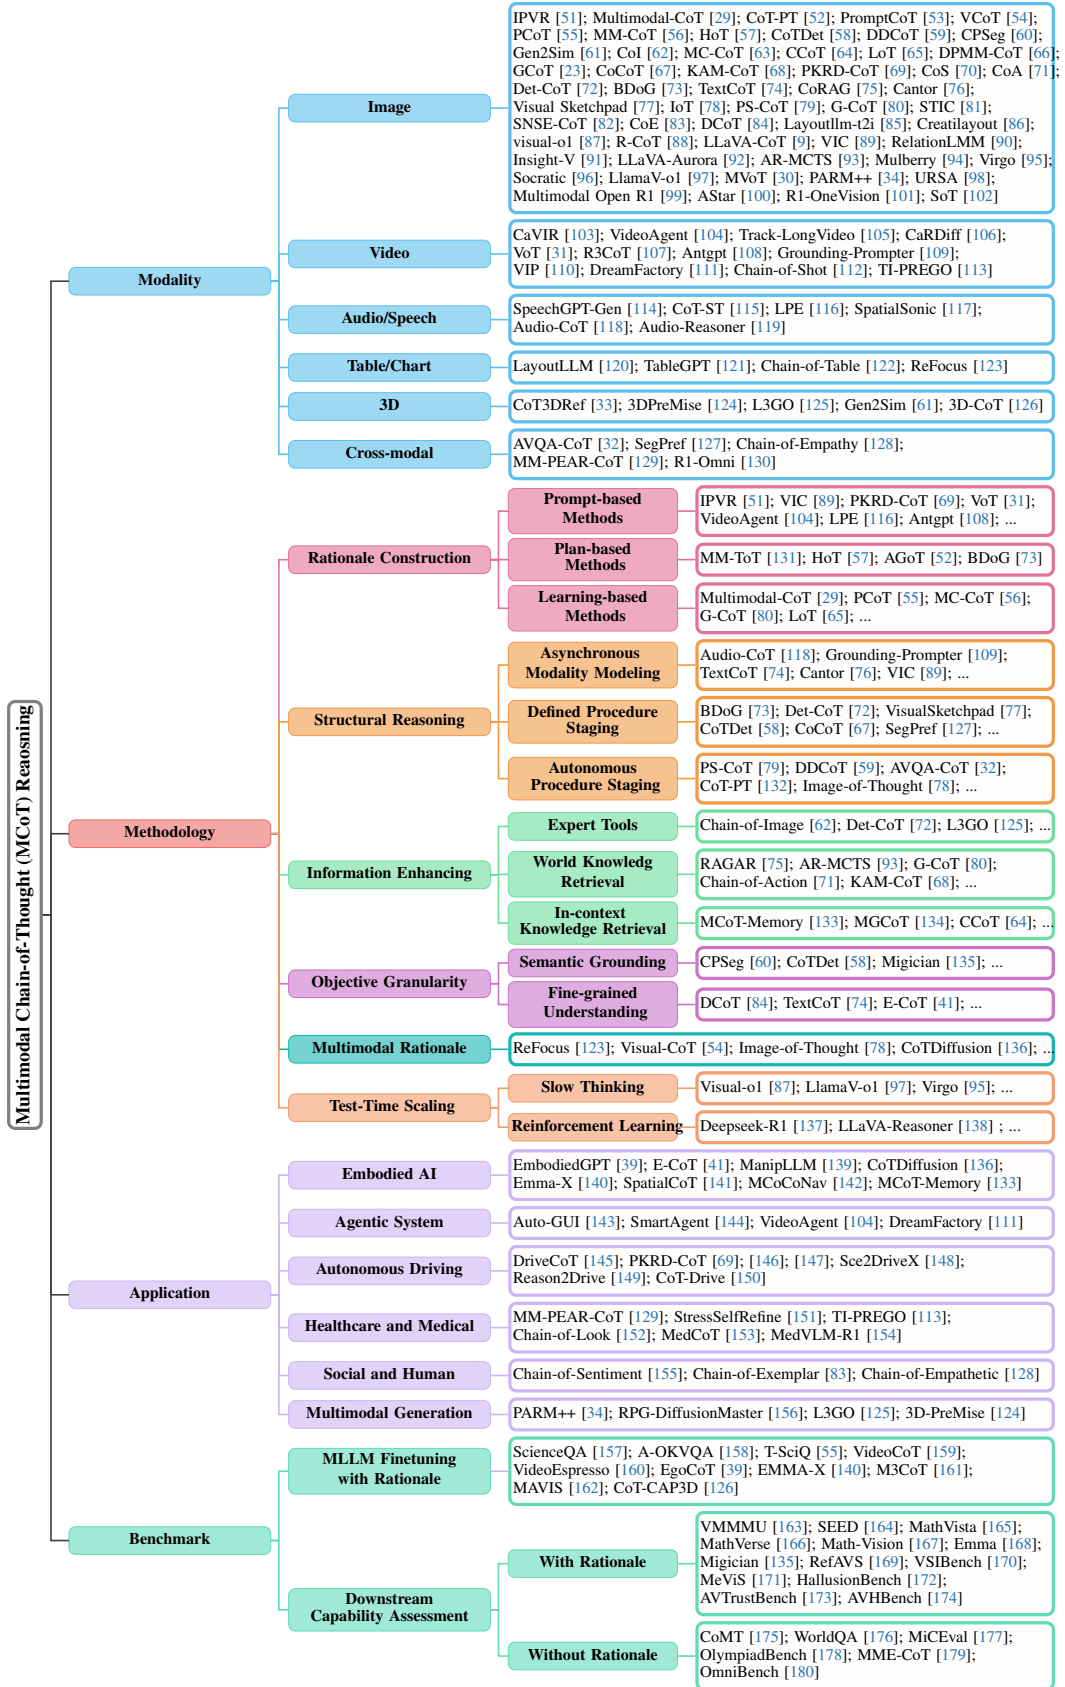 Multimodal Chain-of-Thought (MCoT) Reaosning
Modality
Image
IPVR [51]; Multimodal-CoT [29]; CoT-PT [52]; PromptCoT [53]; VCoT [54];
PCoT [55]; MM-CoT [56]; HoT [57]; CoTDet [58]; DDCoT [59]; CPSeg [60];
Gen2Sim [61]; CoI [62]; MC-CoT [63]; CCoT [64]; LoT [65]; DPMM-CoT [66];
GCoT [23]; CoCoT [67]; KAM-CoT [68]; PKRD-CoT [69]; CoS [70]; CoA [71];
Det-CoT [72]; BDoG [73]; TextCoT [74]; CoRAG [75]; Cantor [76];
Visual Sketchpad [77]; IoT [78]; PS-CoT [79]; G-CoT [80]; STIC [81];
SNSE-CoT [82]; CoE [83]; DCoT [84]; Layoutllm-t2i [85]; Creatilayout [86];
visual-o1 [87]; R-CoT [88]; LLaVA-CoT [9]; VIC [89]; RelationLMM [90];
Insight-V [91]; LLaVA-Aurora [92]; AR-MCTS [93]; Mulberry [94]; Virgo [95];
Socratic [96]; LlamaV-o1 [97]; MVoT [30]; PARM++ [34]; URSA [98];
Multimodal Open R1 [99]; AStar [100]; R1-OneVision [101]; SoT [102]
Video
CaVIR [103]; VideoAgent [104]; Track-LongVideo [105]; CaRDiff [106];
VoT [31]; R3CoT [107]; Antgpt [108]; Grounding-Prompter [109];
VIP [110]; DreamFactory [111]; Chain-of-Shot [112]; TI-PREGO [113]
Audio/Speech
SpeechGPT-Gen [114]; CoT-ST [115]; LPE [116]; SpatialSonic [117];
Audio-CoT [118]; Audio-Reasoner [119]
Table/Chart
LayoutLLM [120]; TableGPT [121]; Chain-of-Table [122]; ReFocus [123]
3D
CoT3DRef [33]; 3DPreMise [124]; L3GO [125]; Gen2Sim [61]; 3D-CoT [126]
Cross-modal
AVQA-CoT [32]; SegPref [127]; Chain-of-Empathy [128];
MM-PEAR-CoT [129]; R1-Omni [130]
Methodology
Rationale Construction
Prompt-based
Methods
IPVR [51]; VIC [89]; PKRD-CoT [69]; VoT [31];
VideoAgent [104]; LPE [116]; Antgpt [108]; ...
Plan-based
Methods
MM-ToT [131]; HoT [57]; AGoT [52]; BDoG [73]
Learning-based
Methods
Multimodal-CoT [29]; PCoT [55]; MC-CoT [56];
G-CoT [80]; LoT [65]; ...
Structural Reasoning
Asynchronous
Modality Modeling
Audio-CoT [118]; Grounding-Prompter [109];
TextCoT [74]; Cantor [76]; VIC [89]; ...
Defined Procedure
Staging
BDoG [73]; Det-CoT [72]; VisualSketchpad [77];
CoTDet [58]; CoCoT [67]; SegPref [127]; ...
Autonomous
Procedure Staging
PS-CoT [79]; DDCoT [59]; AVQA-CoT [32];
CoT-PT [132]; Image-of-Thought [78]; ...
Information Enhancing
Expert Tools
Chain-of-Image [62]; Det-CoT [72]; L3GO [125]; ...
World Knowledg
Retrieval
RAGAR [75]; AR-MCTS [93]; G-CoT [80];
Chain-of-Action [71]; KAM-CoT [68]; ...
In-context
Knowledge Retrieval
MCoT-Memory [133]; MGCoT [134]; CCoT [64]; ...
Objective Granularity
Semantic Grounding
CPSeg [60]; CoTDet [58]; Migician [135]; ...
Fine-grained
Understanding
DCoT [84]; TextCoT [74]; E-CoT [41]; ...
Multimodal Rationale
ReFocus [123]; Visual-CoT [54]; Image-of-Thought [78]; CoTDiffusion [136]; ...
Test-Time Scaling
Slow Thinking
Visual-o1 [87]; LlamaV-o1 [97]; Virgo [95]; ...
Reinforcement Learning
Deepseek-R1 [137]; LLaVA-Reasoner [138] ; ...
Application
Embodied AI
EmbodiedGPT [39]; E-CoT [41]; ManipLLM [139]; CoTDiffusion [136];
Emma-X [140]; SpatialCoT [141]; MCoCoNav [142]; MCoT-Memory [133]
Agentic System
Auto-GUI [143]; SmartAgent [144]; VideoAgent [104]; DreamFactory [111]
Autonomous Driving
DriveCoT [145]; PKRD-CoT [69]; [146]; [147]; Sce2DriveX [148];
Reason2Drive [149]; CoT-Drive [150]
Healthcare and Medical
MM-PEAR-CoT [129]; StressSelfRefine [151]; TI-PREGO [113];
Chain-of-Look [152]; MedCoT [153]; MedVLM-R1 [154]
Social and Human
Chain-of-Sentiment [155]; Chain-of-Exemplar [83]; Chain-of-Empathetic [128]
Multimodal Generation
PARM++ [34]; RPG-DiffusionMaster [156]; L3GO [125]; 3D-PreMise [124]
Benchmark
MLLM Finetuning
with Rationale
ScienceQA [157]; A-OKVQA [158]; T-SciQ [55]; VideoCoT [159];
VideoEspresso [160]; EgoCoT [39]; EMMA-X [140]; M3CoT [161];
MAVIS [162]; CoT-CAP3D [126]
Downstream
Capability Assessment
With Rationale
VMMMU [163]; SEED [164]; MathVista [165];
MathVerse [166]; Math-Vision [167]; Emma [168];
Migician [135]; RefAVS [169]; VSIBench [170];
MeViS [171]; HallusionBench [172];
AVTrustBench [173]; AVHBench [174]
Without Rationale
CoMT [175]; WorldQA [176]; MiCEval [177];
OlympiadBench [178]; MME-CoT [179];
OmniBench [180]